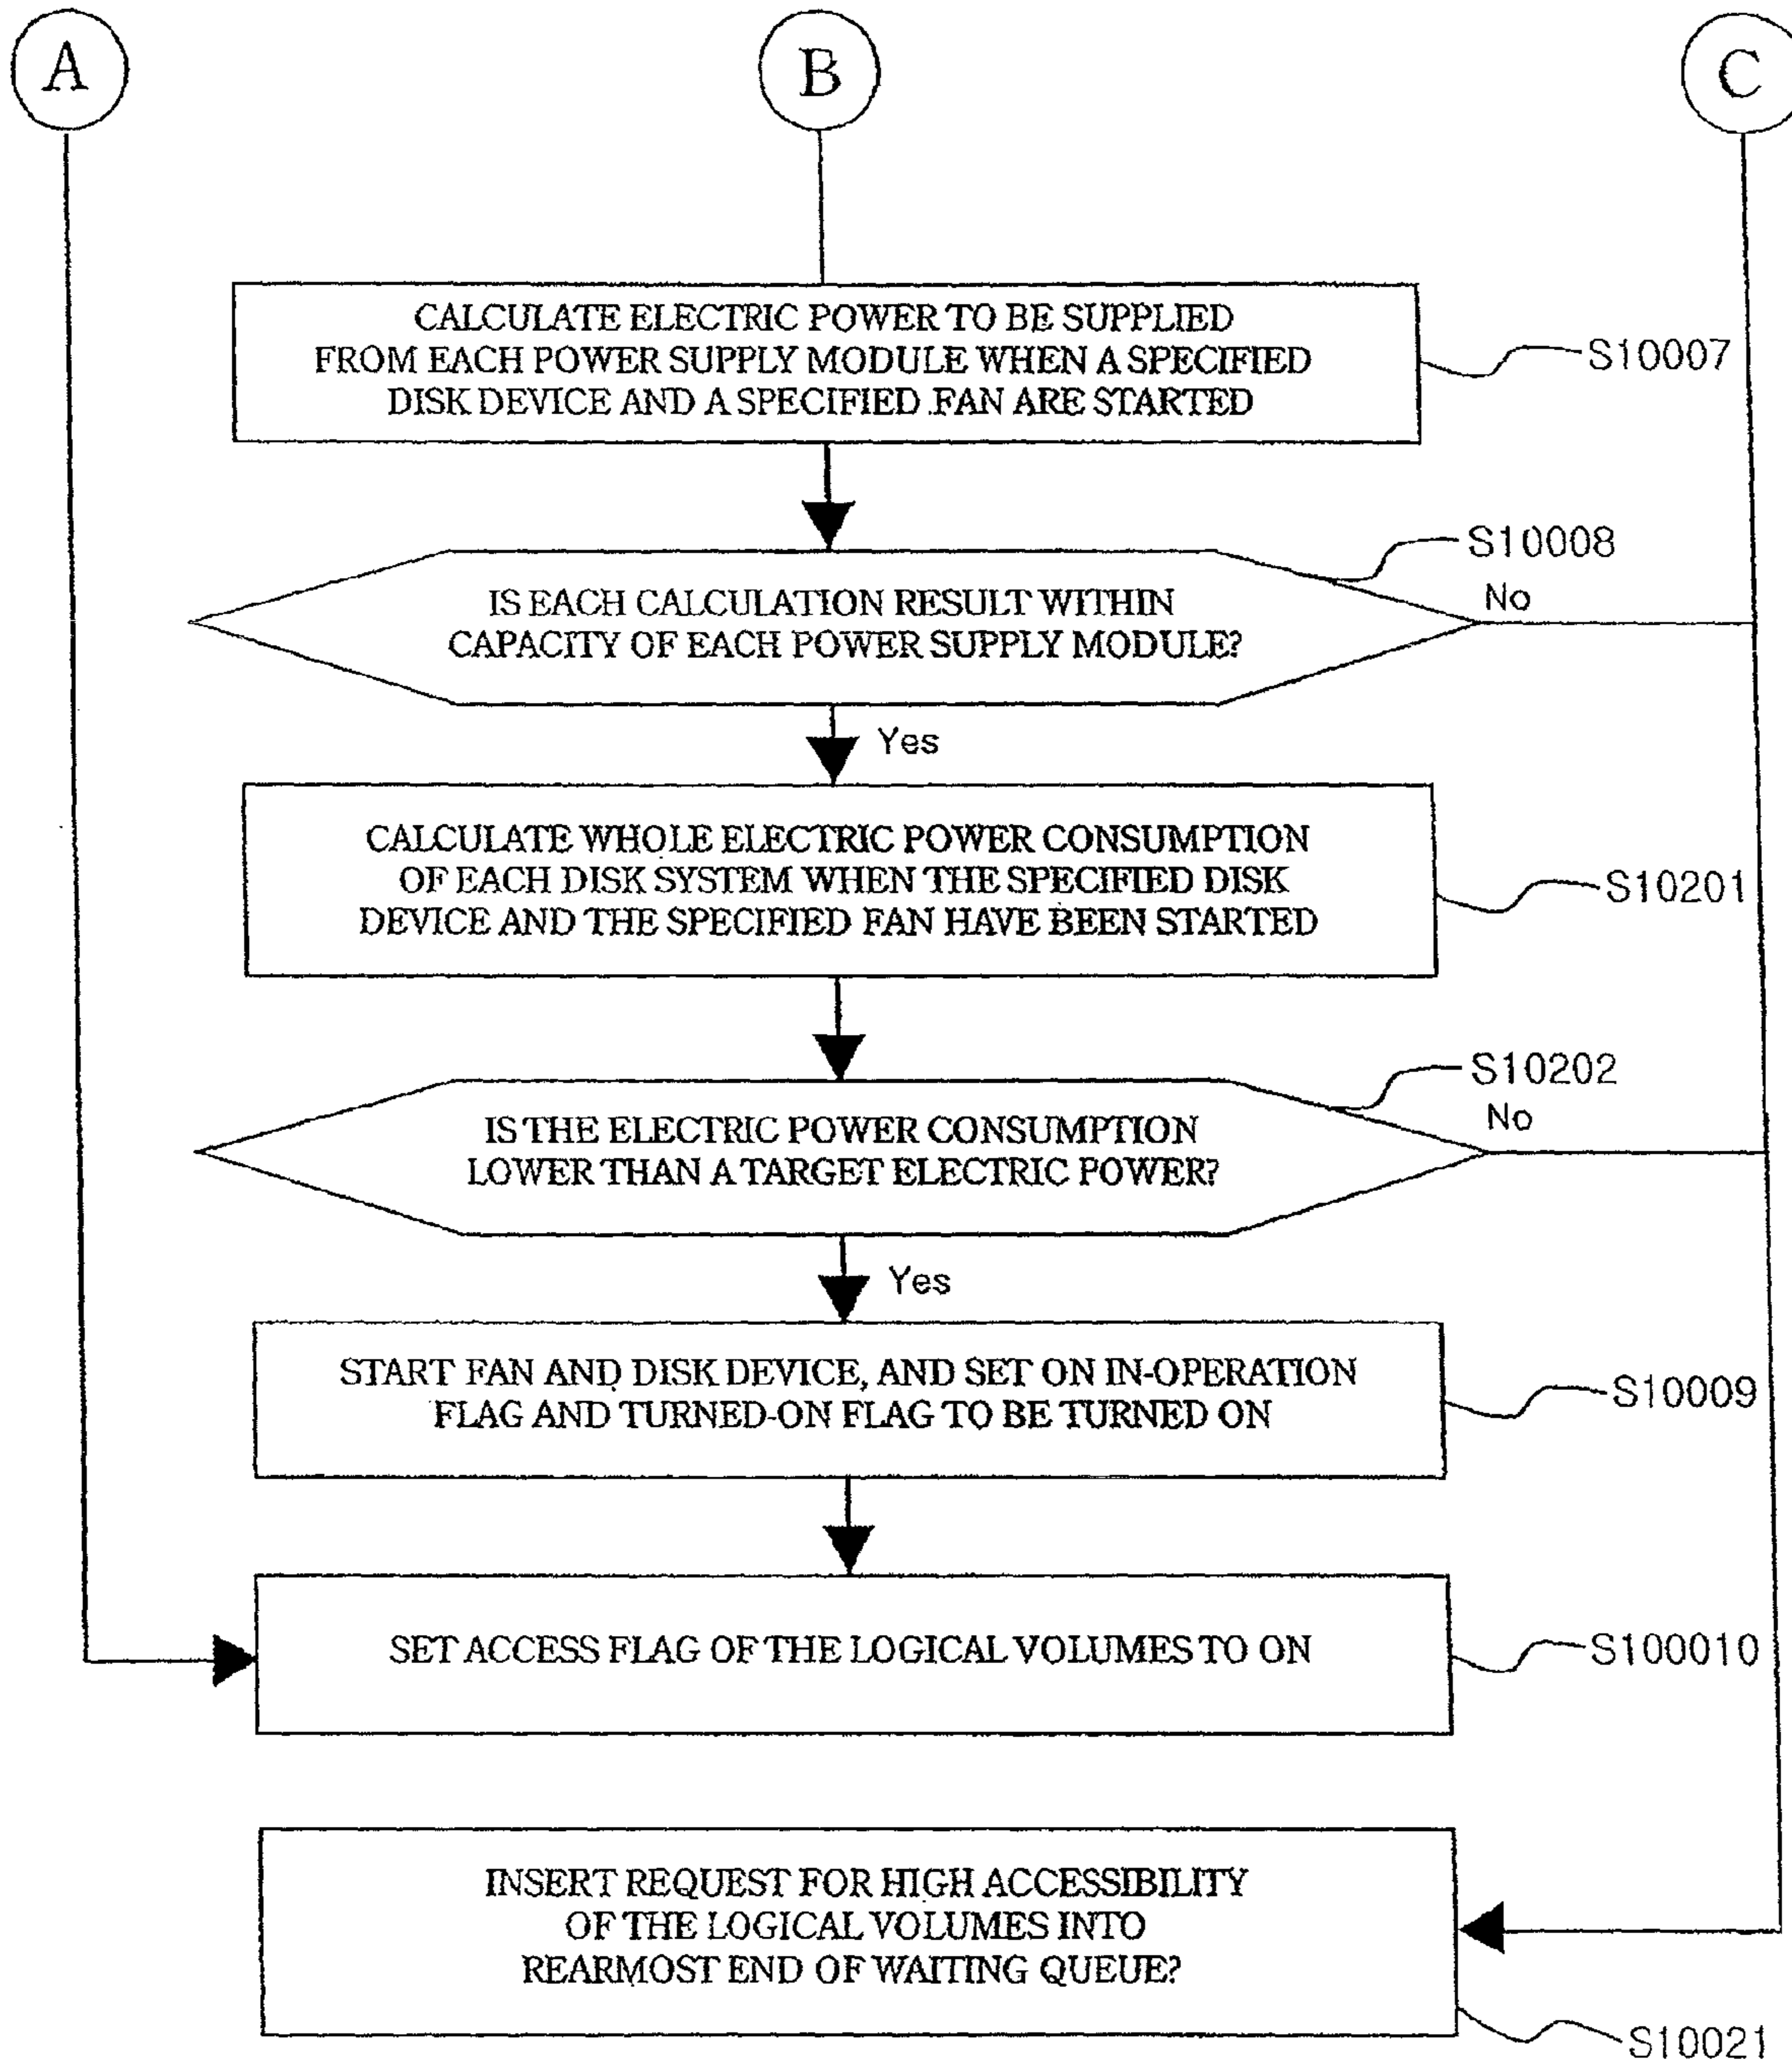 A
B
C
CALCULATE ELECTRIC POWER TO BE SUPPLIED
FROM EACH POWER SUPPLY MODULE WHEN A SPECIFIED
DISK DEVICE AND A SPECIFIED FAN ARE STARTED
S10007
S10008
IS EACH CALCULATION RESULT WITHIN
CAPACITY OF EACH POWER SUPPLY MODULE?
No
Yes
CALCULATE WHOLE ELECTRIC POWER CONSUMPTION
OF EACH DISK SYSTEM WHEN THE SPECIFIED DISK
DEVICE AND THE SPECIFIED FAN HAVE BEEN STARTED
S10201
S10202
IS THE ELECTRIC POWER CONSUMPTION
LOWER THAN A TARGET ELECTRIC POWER?
No
Yes
START FAN AND DISK DEVICE, AND SET ON IN-OPERATION
FLAG AND TURNED-ON FLAG TO BE TURNED ON
S10009
SET ACCESS FLAG OF THE LOGICAL VOLUMES TO ON
S100010
INSERT REQUEST FOR HIGH ACCESSIBILITY
OF THE LOGICAL VOLUMES INTO
REARMOST END OF WAITING QUEUE?
S10021